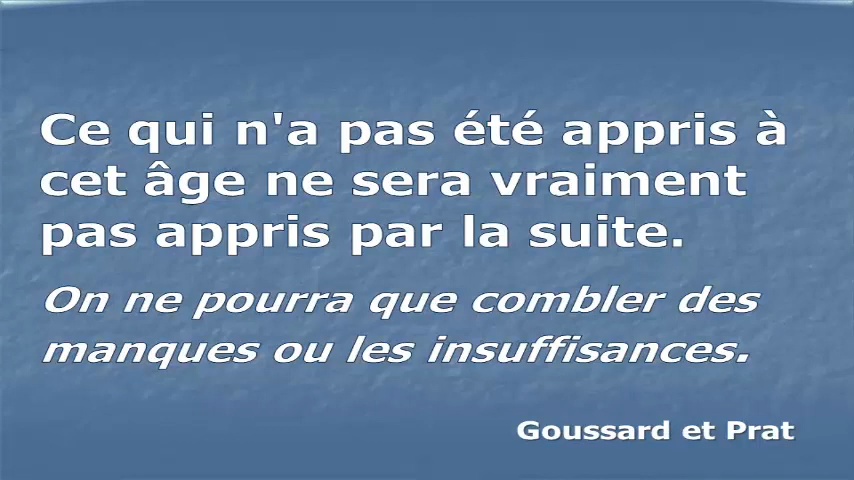 Ce qui n'a pas été appris à
cet âge ne sera vraiment
pas appris par la suite.
On ne pourra que combler des
manques ou les insuffisances.
Goussard et Prat